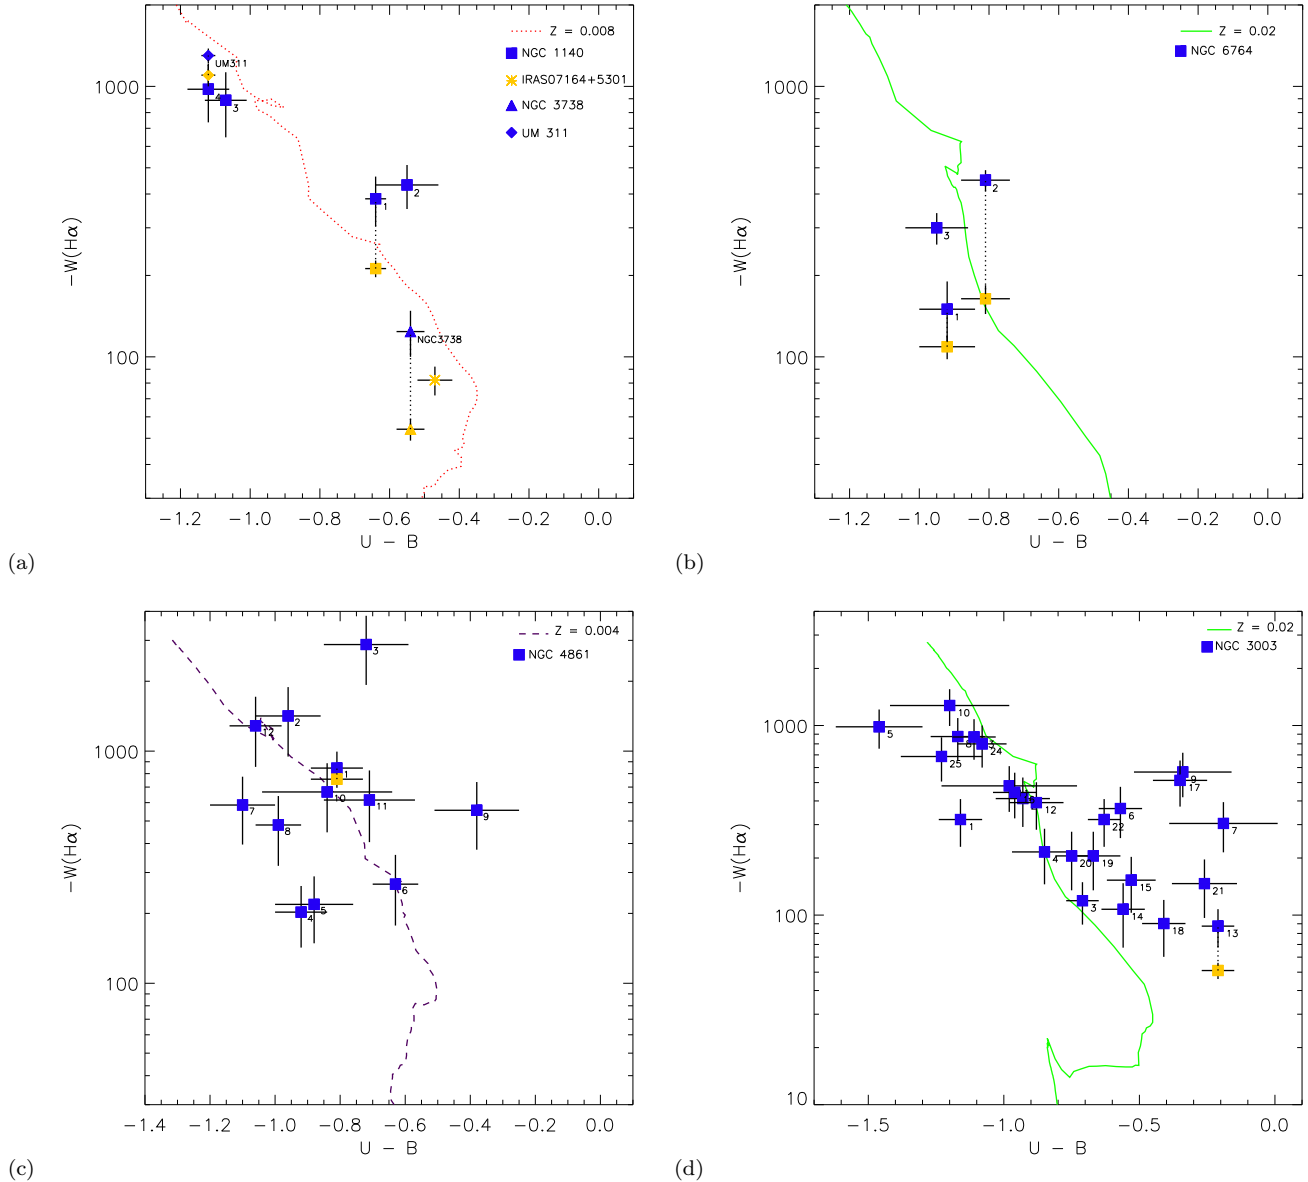 Z = 0.008
NGC 1140
IRAS07164+5301
NGC 3738
UM 311
UM311
4
3
2
1
NGC3738
1000
100
−W(Hα)
−1.2 −1.0 −0.8 −0.6 −0.4 −0.2 0.0
U − B
(a)
Z = 0.02
NGC 6764
2
3
1
1000
100
−W(Hα)
−1.2 −1.0 −0.8 −0.6 −0.4 −0.2 0.0
U − B
(b)
Z = 0.004
NGC 4861
3
2
12
1
10
11
7
8
9
6
5
4
1000
100
−W(Hα)
−1.4 −1.2 −1.0 −0.8 −0.6 −0.4 −0.2 0.0
U − B
(c)
Z = 0.02
NGC 3003
10
5
24
25
9
17
12
6
1
22
7
4
20
19
15
21
3
14
18
13
1000
100
10
−W(Hα)
−1.5 −1.0 −0.5 0.0
U − B
(d)